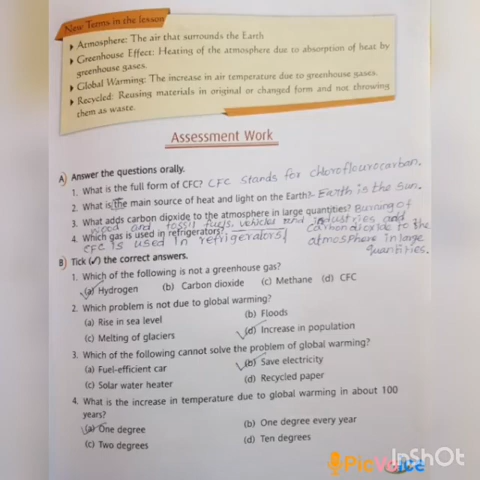 New Terms in the lesson
▸ Atmosphere: The air that surrounds the Earth
▸ Greenhouse Effect: Heating of the atmosphere due to absorption of heat by
greenhouse gases.
▸ Global Warming: The increase in air temperature due to greenhouse gases.
▸ Recycled: Reusing materials in original or changed form and not throwing
them as waste.
Assessment Work
A) Answer the questions orally.
1. What is the full form of CFC? CFC stands for chloroflourocarban.
2. What is the main source of heat and light on the Earth?- Earth is the sun.
3. What adds carbon dioxide to the atmosphere in large quantities? Burning of
wood and fossil fuels, vehicles and industries add
4. Which gas is used in refrigerators? carbondioxide to the
CFC is used in refrigerators atmosphere in large
quantities.
B) Tick (✓) the correct answers.
1. Which of the following is not a greenhouse gas?
(a) Hydrogen (b) Carbon dioxide (c) Methane (d) CFC
2. Which problem is not due to global warming?
(a) Rise in sea level (b) Floods
(c) Melting of glaciers (d) Increase in population
3. Which of the following cannot solve the problem of global warming?
(a) Fuel-efficient car (b) Save electricity
(c) Solar water heater (d) Recycled paper
4. What is the increase in temperature due to global warming in about 100
years?
(a) One degree (b) One degree every year
(c) Two degrees (d) Ten degrees
InShOt
PicVoice